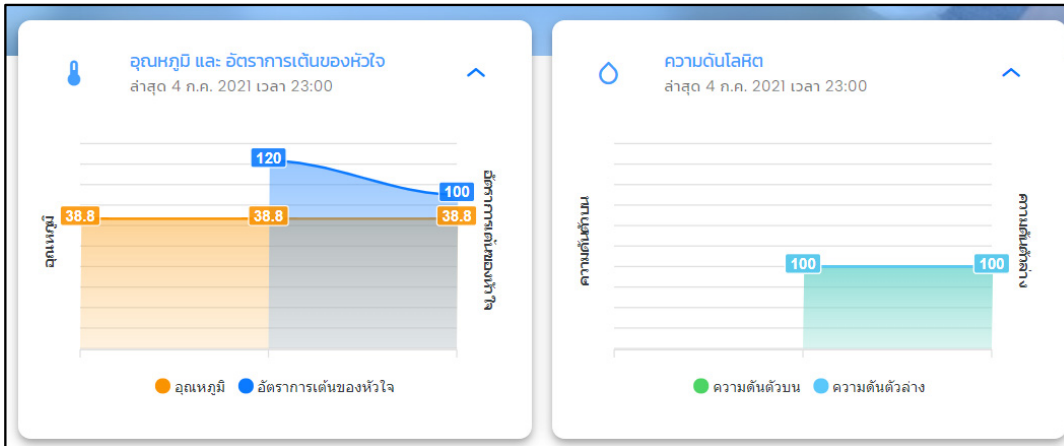 อุณหภูมิ และ อัตราการเต้นของหัวใจ
ล่าสุด 4 ก.ค. 2021 เวลา 23:00
120
100
38.8
38.8
38.8
อุณหภูมิ
อัตราการเต้นของหัวใจ
อุณหภูมิ
อัตราการเต้นของหัวใจ
ความดันโลหิต
ล่าสุด 4 ก.ค. 2021 เวลา 23:00
100
100
ความดันตัวบน
ความดันตัวล่าง
ความดันตัวบน
ความดันตัวล่าง